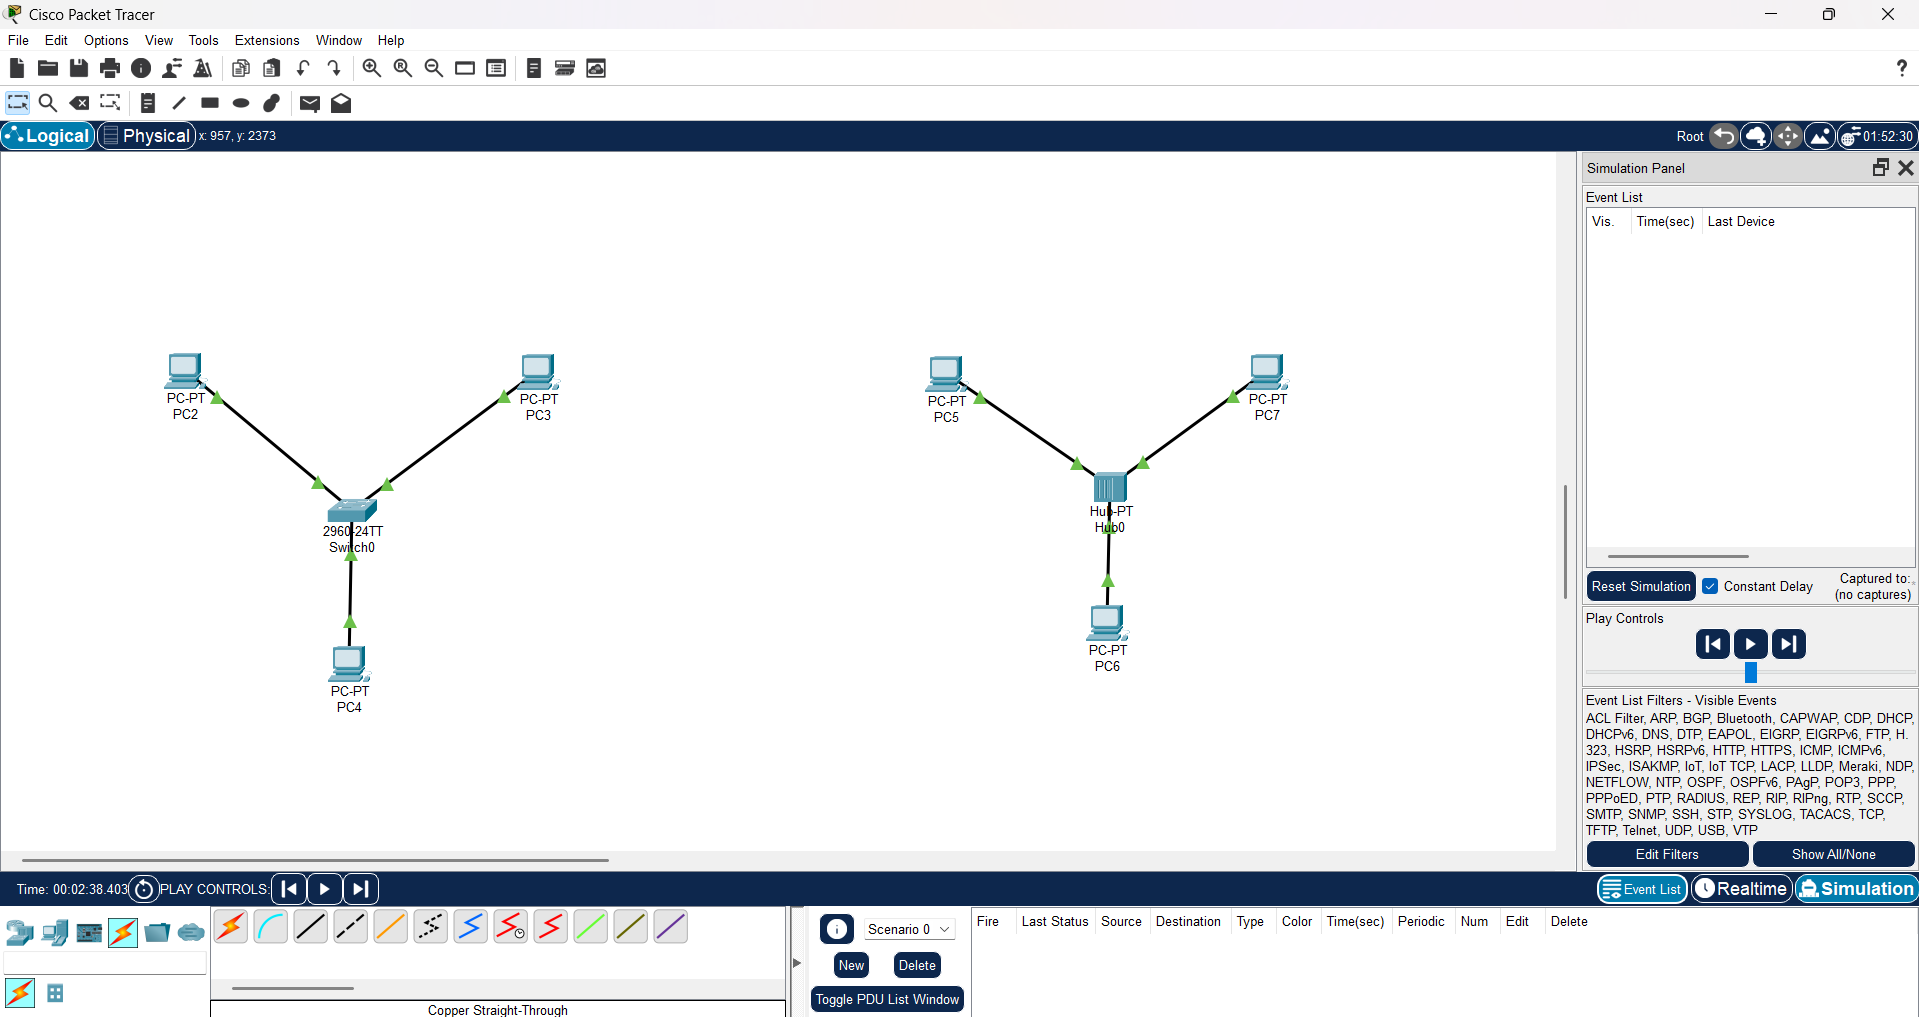 Cisco Packet Tracer
File Edit Options View Tools Extensions Window Help
?
Logical Physical x: 957, y: 2373 Root 01:52:30
Simulation Panel
Event List
Vis. Time(sec) Last Device
PC-PT
PC2
PC-PT
PC3
2960-24TT
Switch0
PC-PT
PC4
PC-PT
PC5
PC-PT
PC7
Hub-PT
Hub0
PC-PT
PC6
Reset Simulation Constant Delay Captured to:
(no captures)
Play Controls
Event List Filters - Visible Events
ACL Filter, ARP, BGP, Bluetooth, CAPWAP, CDP, DHCP,
DHCPv6, DNS, DTP, EAPOL, EIGRP, EIGRPv6, FTP, H.
323, HSRP, HSRPv6, HTTP, HTTPS, ICMP, ICMPv6,
IPSec, ISAKMP, IoT, IoT TCP, LACP, LLDP, Meraki, NDP,
NETFLOW, NTP, OSPF, OSPFv6, PAgP, POP3, PPP,
PPPoED, PTP, RADIUS, REP, RIP, RIPng, RTP, SCCP,
SMTP, SNMP, SSH, STP, SYSLOG, TACACS, TCP,
TFTP, Telnet, UDP, USB, VTP
Edit Filters Show All/None
Time: 00:02:38.403 PLAY CONTROLS:
Event List Realtime Simulation
Scenario 0
New Delete
Toggle PDU List Window
Fire Last Status Source Destination Type Color Time(sec) Periodic Num Edit Delete
Copper Straight-Through